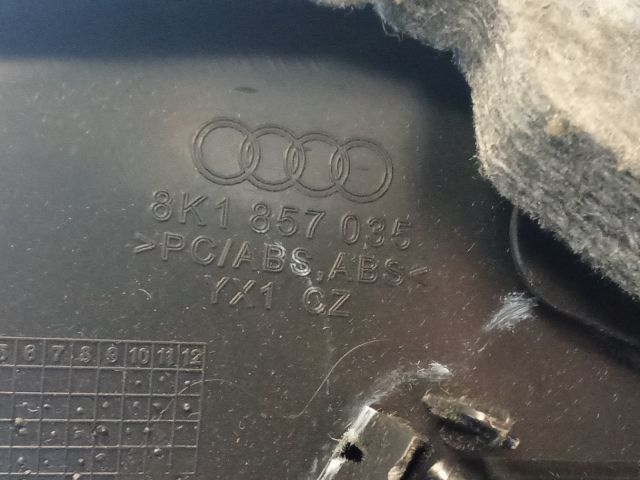 8K1 857 035
>PC/ABS,ABS<
YX1 CZ
5 6 7 8 9 10 11 12